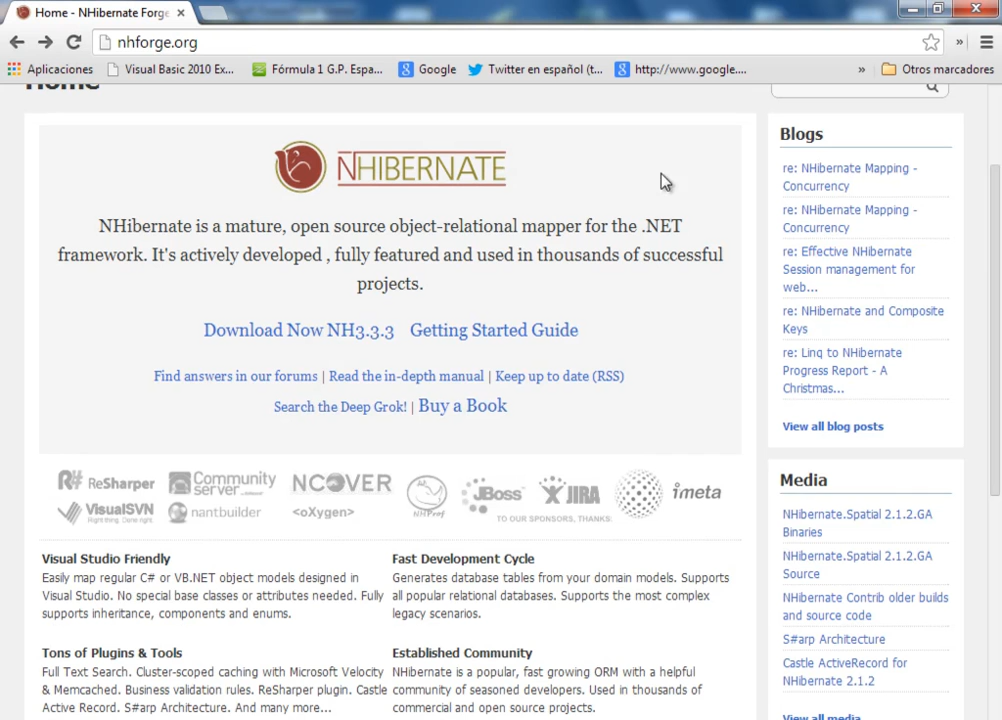 Home - NHibernate Forge
nhforge.org
Aplicaciones
Visual Basic 2010 Ex...
Fórmula 1 G.P. Espa...
Google
Twitter en español (t...
http://www.google....
»
Otros marcadores
Home
NHIBERNATE
NHibernate is a mature, open source object-relational mapper for the .NET
framework. It's actively developed , fully featured and used in thousands of successful
projects.
Download Now NH3.3.3 Getting Started Guide
Find answers in our forums | Read the in-depth manual | Keep up to date (RSS)
Search the Deep Grok! | Buy a Book
R# ReSharper
Community
server
NCOVER
JBoss
JIRA
imeta
VisualSVN
Right thing. Done right.
nantbuilder
<oXygen>
NHProf
TO OUR SPONSORS, THANKS.
Visual Studio Friendly
Easily map regular C# or VB.NET object models designed in
Visual Studio. No special base classes or attributes needed. Fully
supports inheritance, components and enums.
Fast Development Cycle
Generates database tables from your domain models. Supports
all popular relational databases. Supports the most complex
legacy scenarios.
Tons of Plugins & Tools
Full Text Search. Cluster-scoped caching with Microsoft Velocity
& Memcached. Business validation rules. ReSharper plugin. Castle
Active Record. S#arp Architecture. And many more...
Established Community
NHibernate is a popular, fast growing ORM with a helpful
community of seasoned developers. Used in thousands of
commercial and open source projects.
Blogs
re: NHibernate Mapping -
Concurrency
re: NHibernate Mapping -
Concurrency
re: Effective NHibernate
Session management for
web...
re: NHibernate and Composite
Keys
re: Linq to NHibernate
Progress Report - A
Christmas...
View all blog posts
Media
NHibernate.Spatial 2.1.2.GA
Binaries
NHibernate.Spatial 2.1.2.GA
Source
NHibernate Contrib older builds
and source code
S#arp Architecture
Castle ActiveRecord for
NHibernate 2.1.2
View all media